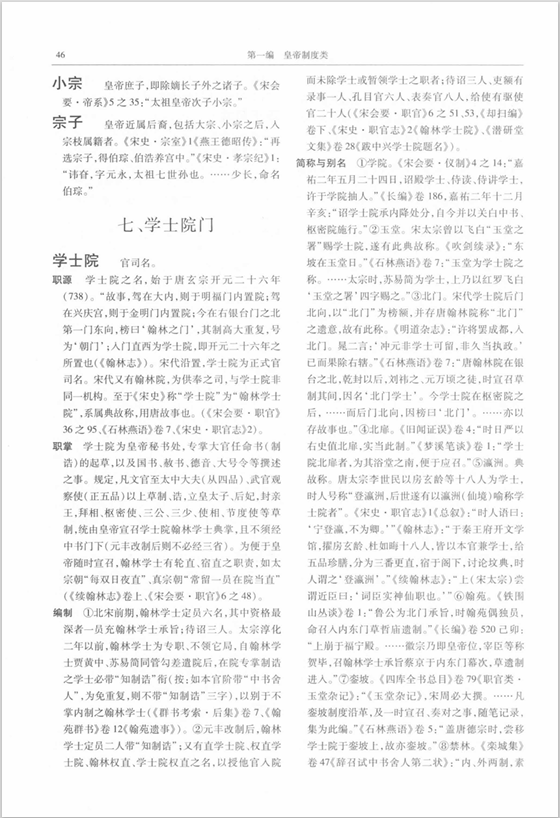 46
第一编　皇帝制度类
小宗　皇帝庶子,即除嫡长子外之诸子。《宋会
要·帝系》5 之 35:“太祖皇帝次子小宗。”
宗子　皇帝近属后裔,包括大宗、小宗之后,入
宗枝属籍者。《宋史·宗室》1《燕王德昭传》:“再
选宗子,得伯琮、伯浩养宫中。”《宋史·孝宗纪》1:
“讳昚,字元永,太祖七世孙也。……少长,命名
伯琮。”
七、学士院门
学士院　官司名。
职源　学士院之名,始于唐玄宗开元二十六年
(738)。“故事,驾在大内,则于明福门内置院;驾
在兴庆宫,则于金明门内置院;今在右银台门之北
第一门东向,榜曰‘翰林之门’,其制高大重复,号
为‘朝门’;入门直西为学士院,即开元二十六年之
所置也(《翰林志》)。宋代沿置,学士院为正式官
司名。宋代又有翰林院,为供奉之司,与学士院非
同一机构。至于《宋史》称“学士院”为“翰林学士
院”,系属典故称,用唐故事也。(《宋会要·职官》
36 之 95、《石林燕语》卷 7、《宋史·职官志》2)。
职掌　学士院为皇帝秘书处,专掌大官任命书(制
诰)的起草,以及国书、赦书、德音、大号令等撰述
之事。规定,凡文官至太中大夫(从四品)、武官观
察使(正五品)以上草制、诰,立皇太子、后妃,封亲
王,拜相、枢密使、三公、三少、使相、节度使等草
制,统由皇帝宣召学士院翰林学士典掌,且不须经
中书门下(元丰改制后则不必经三省)。为便于皇
帝随时宣召,翰林学士有轮直、宿直之职责,如太
宗朝“每双日夜直”、真宗朝“常留一员在院当直”
(《续翰林志》卷上、《宋会要·职官》6 之 48)。
编制　①北宋前期,翰林学士定员六名,其中资格最
深者一员充翰林学士承旨;待诏三人。太宗淳化
二年以前,翰林学士为专职、不领它局,自翰林学
士贾黄中、苏易简同管勾差遣院后,在院专掌制诰
之学士必带“知制诰”衔(按:如本官阶带“中书舍
人”,为免重复,则不带“知制诰”三字),以别于不
掌内制之翰林学士(《群书考索·后集》卷 7、《翰
苑群书》卷 12《翰苑遗事》)。②元丰改制后,翰林
学士定员二人带“知制诰”;又有直学士院、权直学
士院、翰林权直、学士院权直之名,以授他官入院
而未除学士或暂领学士之职者;待诏三人、吏额有
录事一人、孔目官六人、表奏官八人,给使有驱使
官二十人(《宋会要·职官》6 之 51、53,《却扫编》
卷下、《宋史·职官志》2《翰林学士院》、《潜研堂
文集》卷 28《跋中兴学士院题名》)。
简称与别名　①学院。《宋会要·仪制》4 之 14:“嘉
祐二年五月二十四日,诏殿学士、侍读、侍讲学士,
许于学院抽人。”《长编》卷 186,嘉祐二年十二月
辛亥:“诏学士院承内降处分,自今并以关白中书、
枢密院施行。”②玉堂。宋太宗曾以飞白“玉堂之
署”赐学士院,遂有此典故称。《吹剑续录》:“东
坡在玉堂日。”《石林燕语》卷 7:“玉堂为学士院之
称。……太宗时,苏易简为学士,上乃以红罗飞白
‘玉堂之署’四字赐之。”③北门。宋代学士院后门
北向,以“北门”为榜额,并存唐翰林院称“北门”
之遗意,故有此称。《明道杂志》:“许将罢成都,入
北门。晁二言:‘冲元非学士可留,非久当执政。’
已而果除右辖。”《石林燕语》卷 7:“唐翰林院在银
台之北,乾封以后,刘祎之、元万顷之徒,时宣召草
制其间,因名‘北门学士’。今学士院在枢密院之
后,……而后门北向,因榜曰‘北门’。……亦以
存故事也。”④北扉。《旧闻证误》卷 4:“时日严以
右史值北扉,实当此制。”《梦溪笔谈》卷 1:“学士
院北扉者,为其浴堂之南,便于应召。”⑤瀛洲。典
故称。唐太宗李世民以房玄龄等十八人为学士,
时人号称“登瀛洲,后世遂有以瀛洲(仙境)喻称学
士院者”。《宋史·职官志》1《总叙》:“时人语曰:
‘宁登瀛,不为卿。’”《翰林志》:“于秦王府开文学
馆,擢房玄龄、杜如晦十八人,皆以本官兼学士,给
五品珍膳,分为三番更直,宿于阁下,讨论坟典,时
人谓之‘登瀛洲’。”《续翰林志》:“上(宋太宗)尝
谓近臣曰:‘词臣实神仙职也。’”⑥翰苑。《铁围
山丛谈》卷 1:“鲁公为北门承旨,时翰苑偶独员,
命召入内东门草哲庙遗制。”《长编》卷 520 己卯:
“上崩于福宁殿。……徽宗乃即皇帝位,宰臣等称
贺毕,召翰林学士承旨蔡京于内东门幕次,草遗制
进入。”⑦銮坡。《四库全书总目》卷 79《职官类·
玉堂杂记》:“《玉堂杂记》,宋周必大撰。……凡
銮坡制度沿革,及一时宣召、奏对之事,随笔记录,
集为此编。”《石林燕语》卷 5:“盖唐德宗时,尝移
学士院于銮坡上,故亦銮坡。”⑧禁林。《栾城集》
卷 47《辞召试中书舍人第二状》:“内、外两制,素